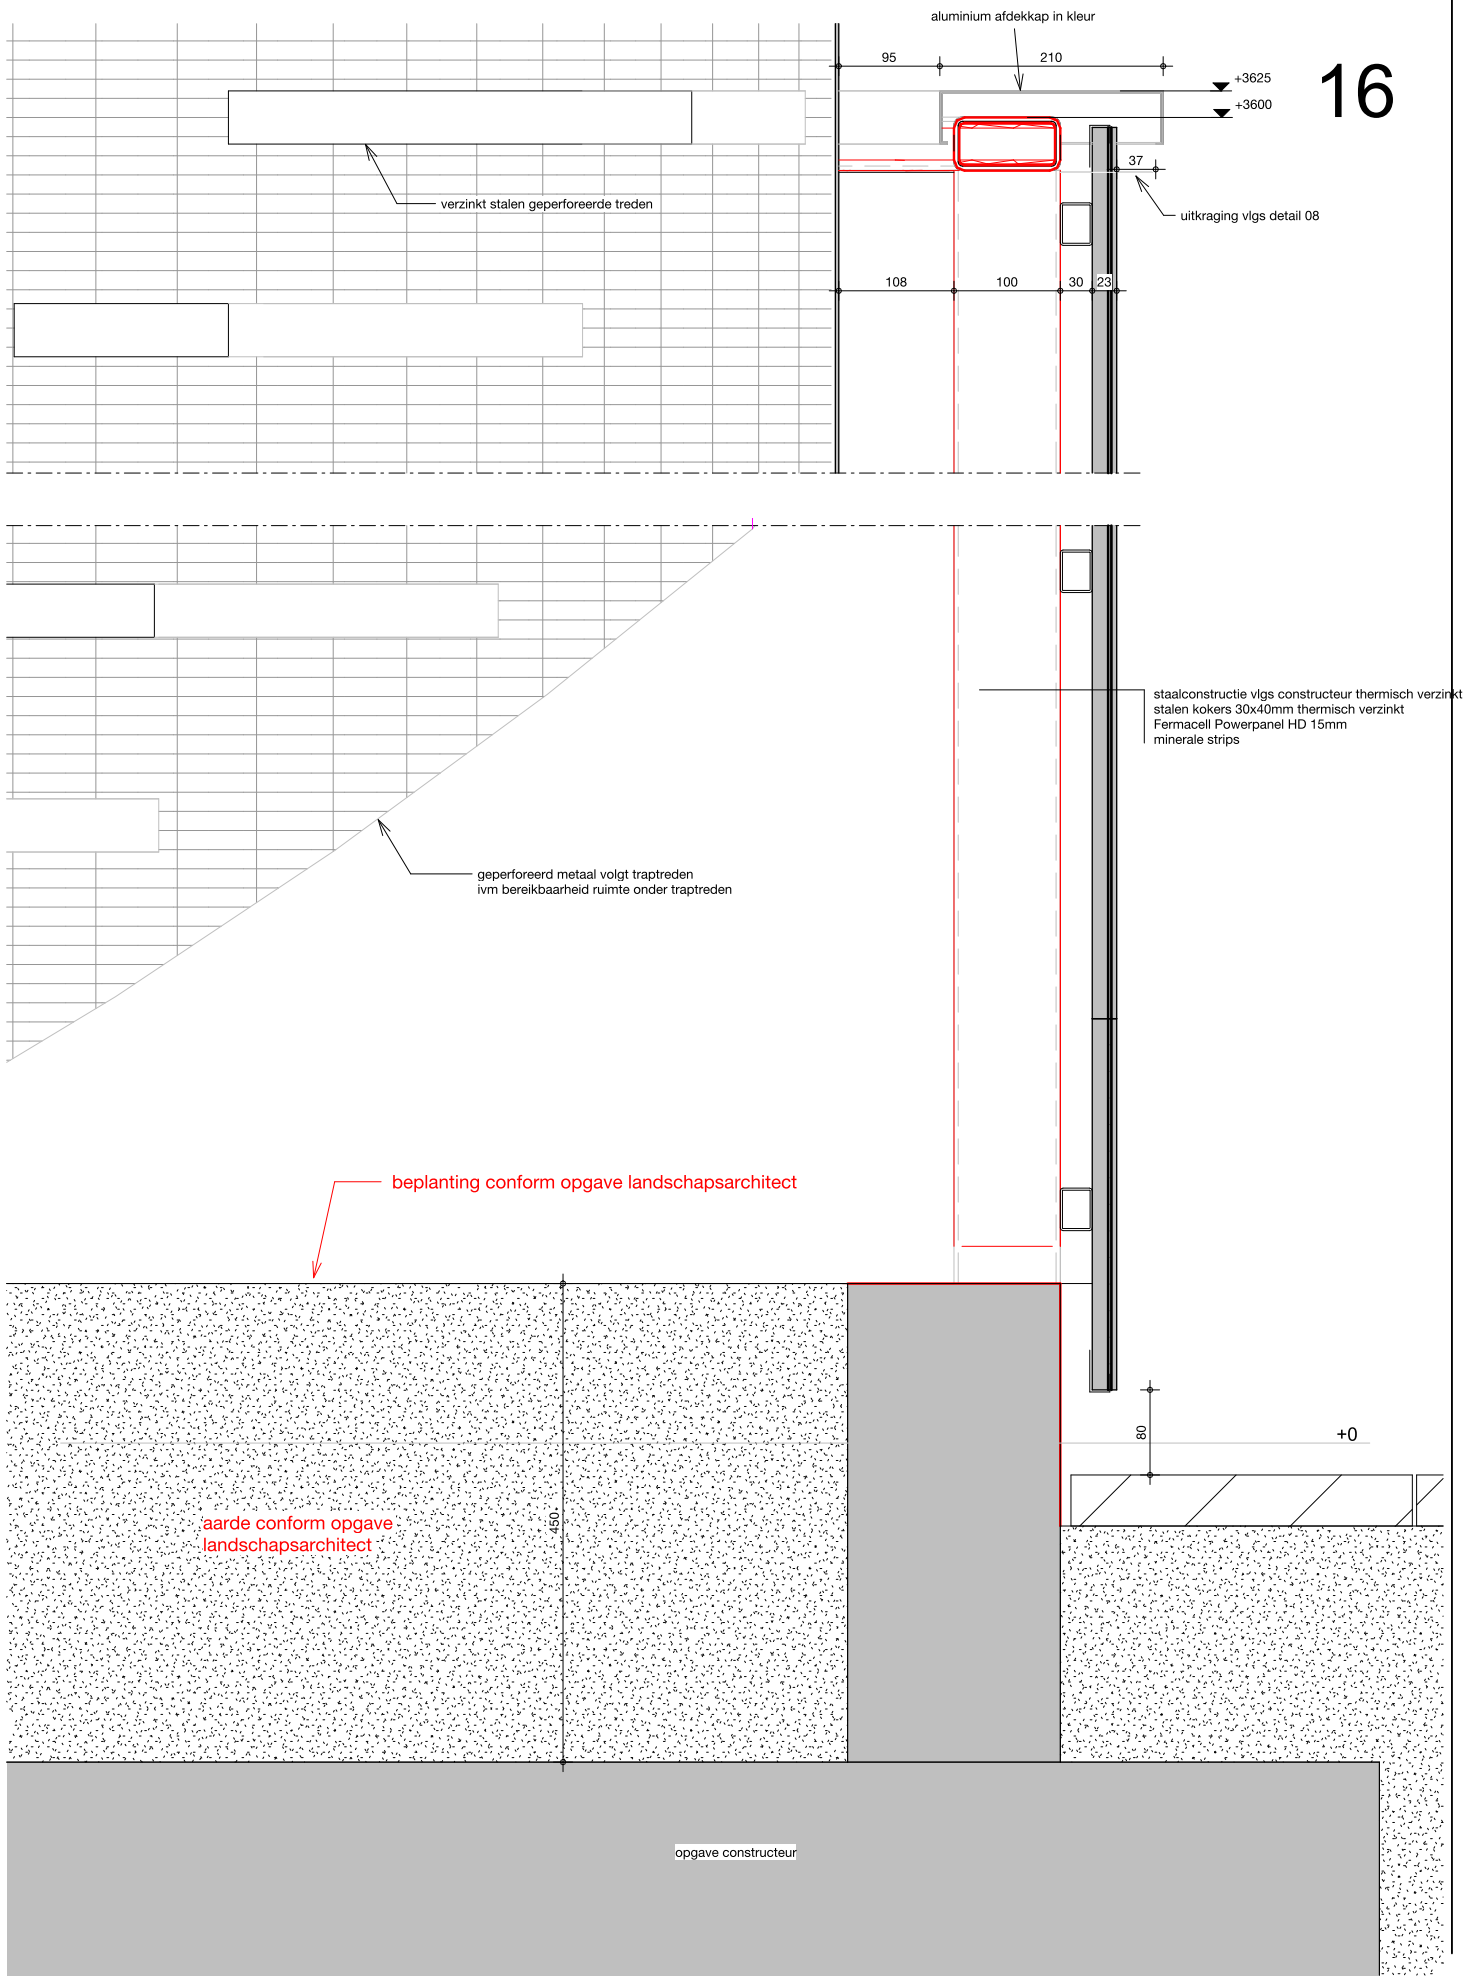 aluminium afdekkap in kleur
95
210
+3625
+3600
16
37
verzinkt stalen geperforeerde treden
uitkraging vlgs detail 08
108
100
30
23
staalconstructie vlgs constructeur thermisch verzinkt
stalen kokers 30x40mm thermisch verzinkt
Fermacell Powerpanel HD 15mm
minerale strips
geperforeerd metaal volgt traptreden
ivm bereikbaarheid ruimte onder traptreden
beplanting conform opgave landschapsarchitect
80
+0
450
aarde conform opgave
landschapsarchitect
opgave constructeur